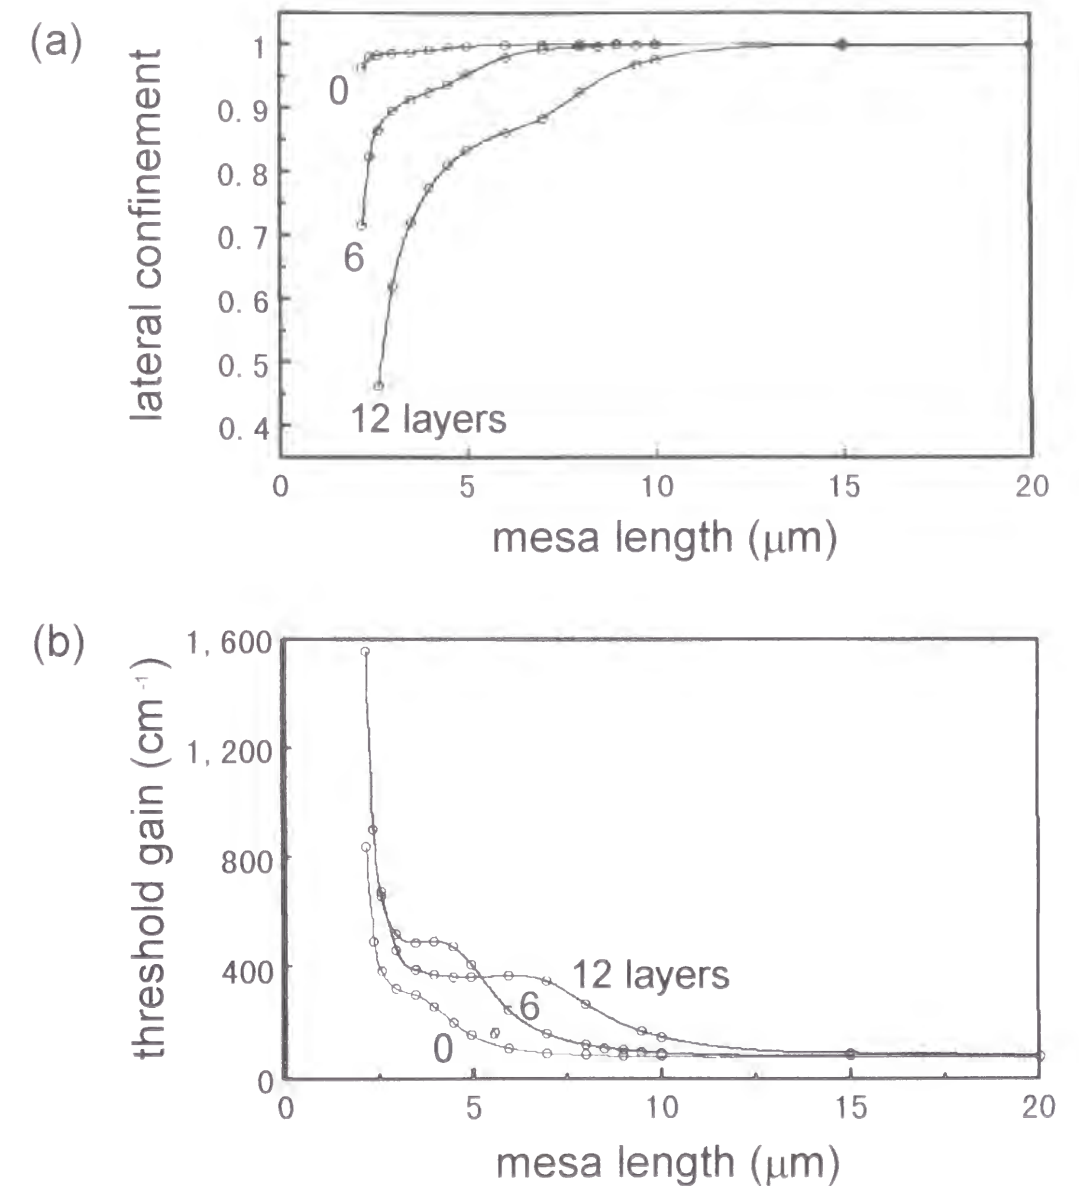 (a)
lateral confinement
1
0.9
0.8
0.7
0.6
0.5
0.4
0
6
12 layers
0 5 10 15 20
mesa length (μm)
(b)
threshold gain (cm⁻¹)
1,600
1,200
800
400
0
12 layers
6
0
0 5 10 15 20
mesa length (μm)